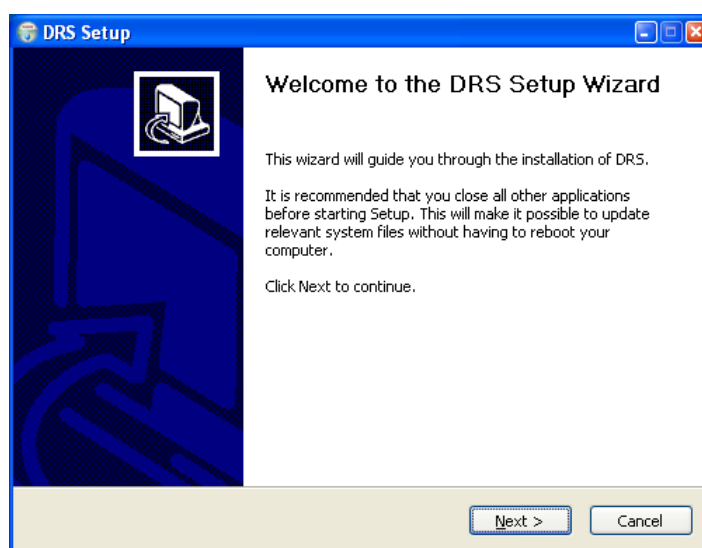 DRS Setup
Welcome to the DRS Setup Wizard
This wizard will guide you through the installation of DRS.
It is recommended that you close all other applications
before starting Setup. This will make it possible to update
relevant system files without having to reboot your
computer.
Click Next to continue.
Next >
Cancel